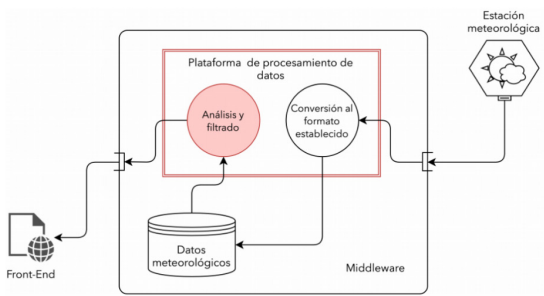 Estación
meteorológica
Plataforma de procesamiento de
datos
Análisis y
filtrado
Conversión al
formato
establecido
Datos
meteorológicos
Front-End
Middleware